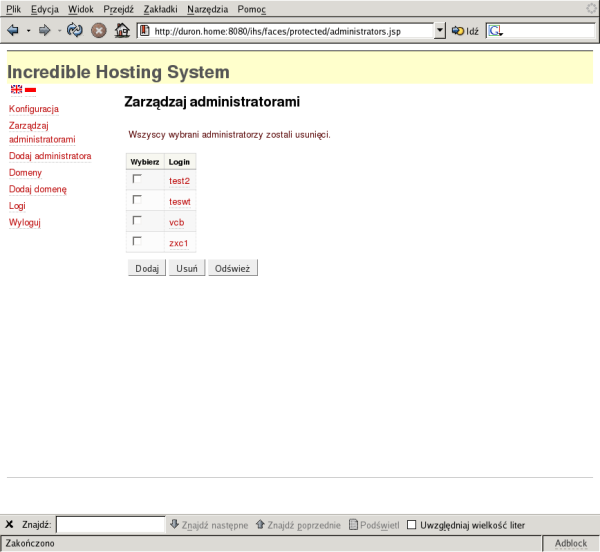 Plik Edycja Widok Przejdź Zakładki Narzędzia Pomoc
http://duron.home:8080/ihs/faces/protected/administrators.jsp Idź
Incredible Hosting System
Zarządzaj administratorami
Konfiguracja
Zarządzaj
administratorami
Dodaj administratora
Domeny
Dodaj domenę
Logi
Wyloguj
Wszyscy wybrani administratorzy zostali usunięci.
Wybierz Login
test2
teswt
vcb
zxc1
Dodaj Usuń Odśwież
Znajdź: Znajdź następne Znajdź poprzednie Podświetl Uwzględniaj wielkość liter
Zakończono Adblock